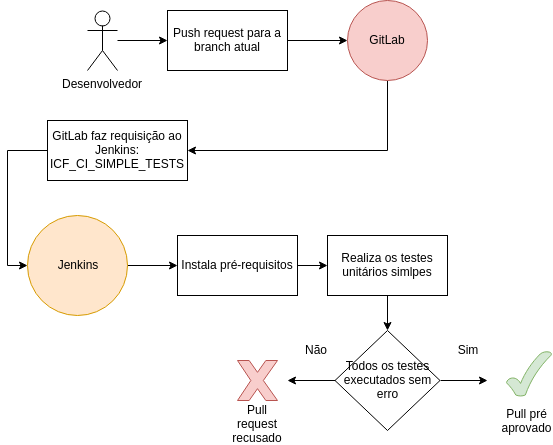 Push request para a
branch atual
GitLab
Desenvolvedor
GitLab faz requisição ao
Jenkins:
ICF_CI_SIMPLE_TESTS
Jenkins
Instala pré-requisitos
Realiza os testes
unitários simlpes
Não
Sim
Todos os testes
executados sem
erro
Pull
request
recusado
Pull pré
aprovado